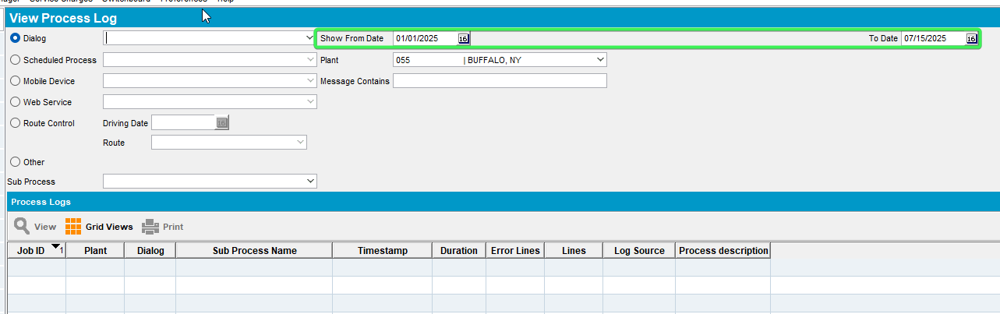 Service Charges Switchboard Preferences Help
View Process Log
Dialog Show From Date 01/01/2025 16 To Date 07/15/2025 16
Scheduled Process Plant 055 | BUFFALO, NY
Mobile Device Message Contains
Web Service
Route Control Driving Date 16
Route
Other
Sub Process
Process Logs
View Grid Views Print
Job ID 1 Plant Dialog Sub Process Name Timestamp Duration Error Lines Lines Log Source Process description